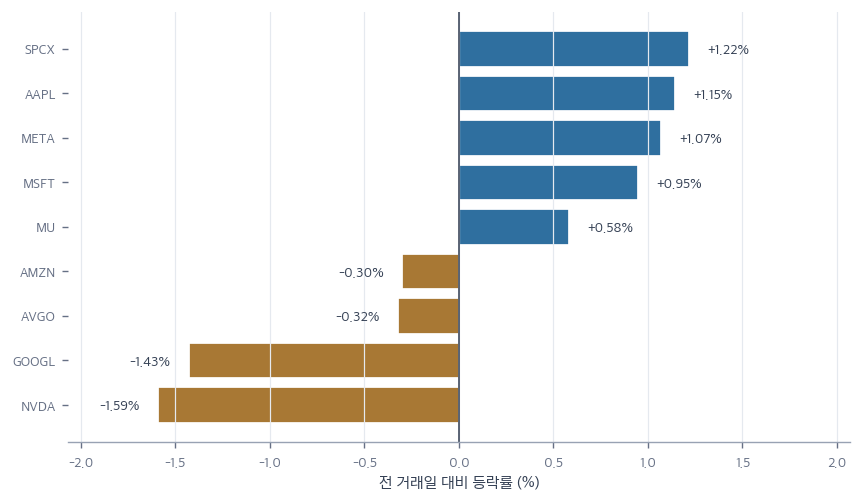 SPCX +1.22%
AAPL +1.15%
META +1.07%
MSFT +0.95%
MU +0.58%
AMZN -0.30%
AVGO -0.32%
GOOGL -1.43%
NVDA -1.59%
-2.0 -1.5 -1.0 -0.5 0.0 0.5 1.0 1.5 2.0
전 거래일 대비 등락률 (%)